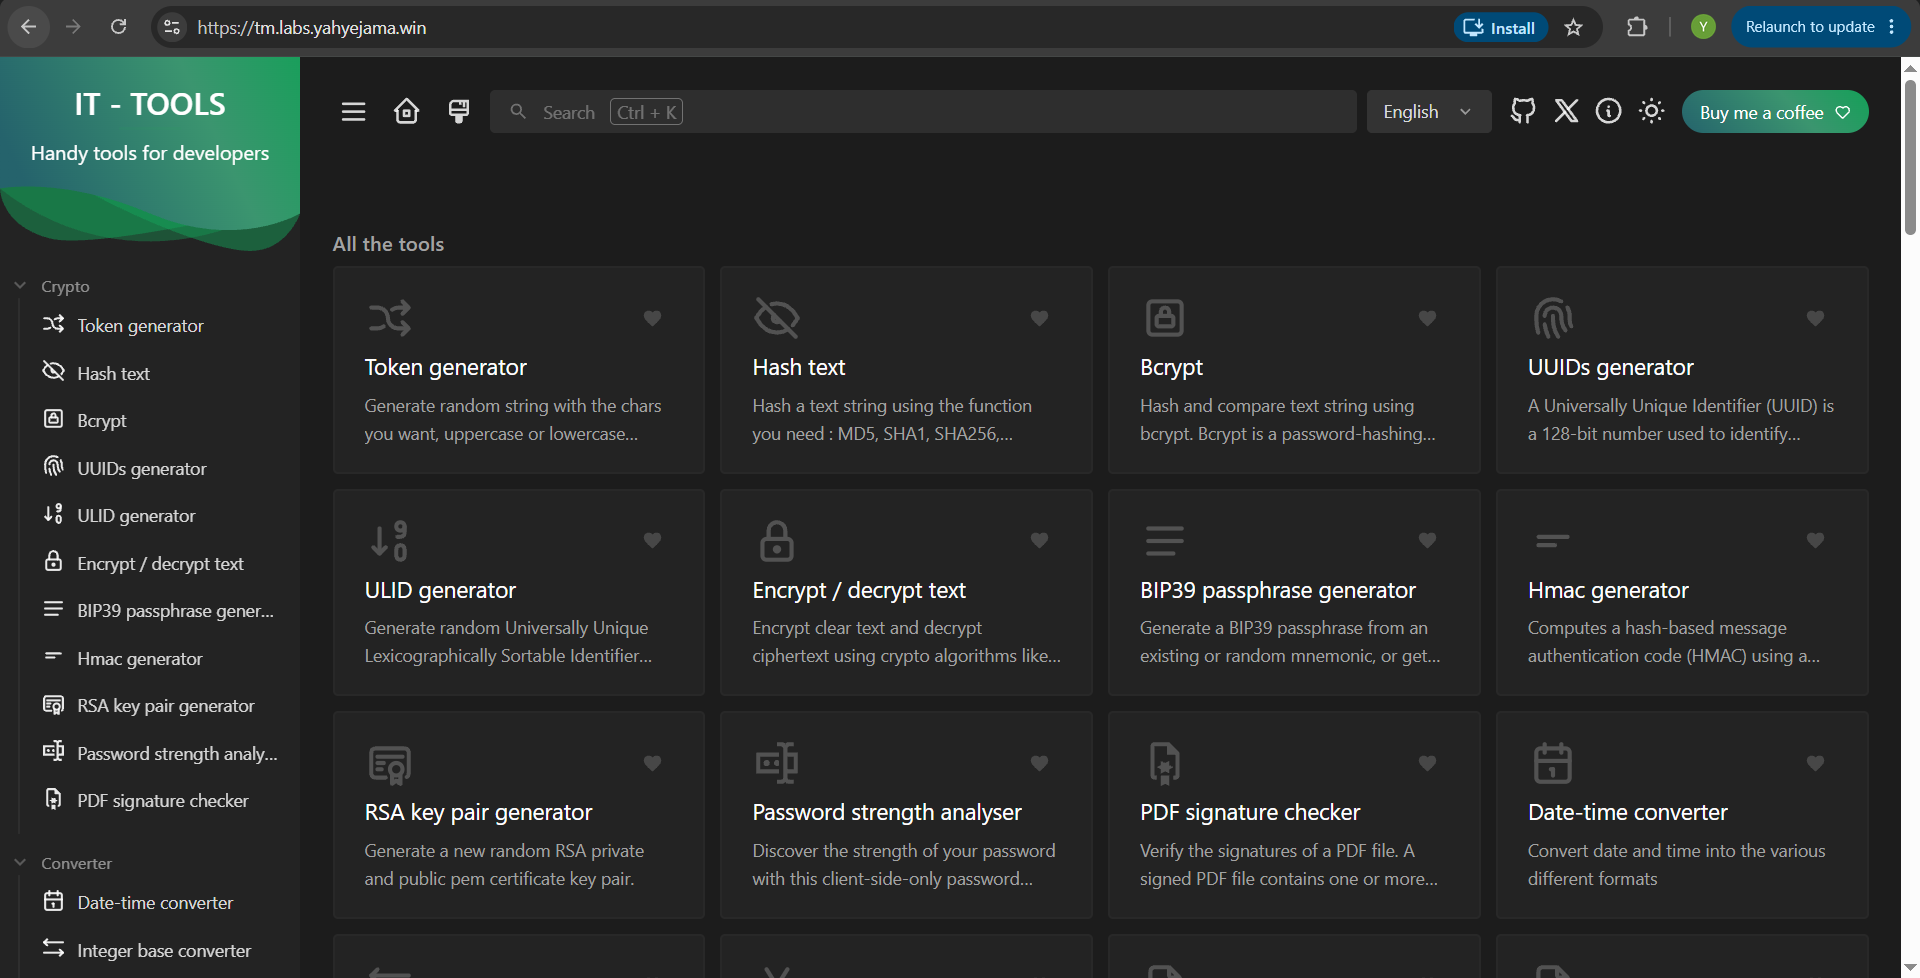 https://tm.labs.yahyejama.win
Install
Y
Relaunch to update
IT - TOOLS
Handy tools for developers
Search Ctrl + K
English
Buy me a coffee
Crypto
Token generator
Hash text
Bcrypt
UUIDs generator
ULID generator
Encrypt / decrypt text
BIP39 passphrase gener...
Hmac generator
RSA key pair generator
Password strength analy...
PDF signature checker
Converter
Date-time converter
Integer base converter
All the tools
Token generator
Generate random string with the chars
you want, uppercase or lowercase...
Hash text
Hash a text string using the function
you need : MD5, SHA1, SHA256,...
Bcrypt
Hash and compare text string using
bcrypt. Bcrypt is a password-hashing...
UUIDs generator
A Universally Unique Identifier (UUID) is
a 128-bit number used to identify...
ULID generator
Generate random Universally Unique
Lexicographically Sortable Identifier...
Encrypt / decrypt text
Encrypt clear text and decrypt
ciphertext using crypto algorithms like...
BIP39 passphrase generator
Generate a BIP39 passphrase from an
existing or random mnemonic, or get...
Hmac generator
Computes a hash-based message
authentication code (HMAC) using a...
RSA key pair generator
Generate a new random RSA private
and public pem certificate key pair.
Password strength analyser
Discover the strength of your password
with this client-side-only password...
PDF signature checker
Verify the signatures of a PDF file. A
signed PDF file contains one or more...
Date-time converter
Convert date and time into the various
different formats